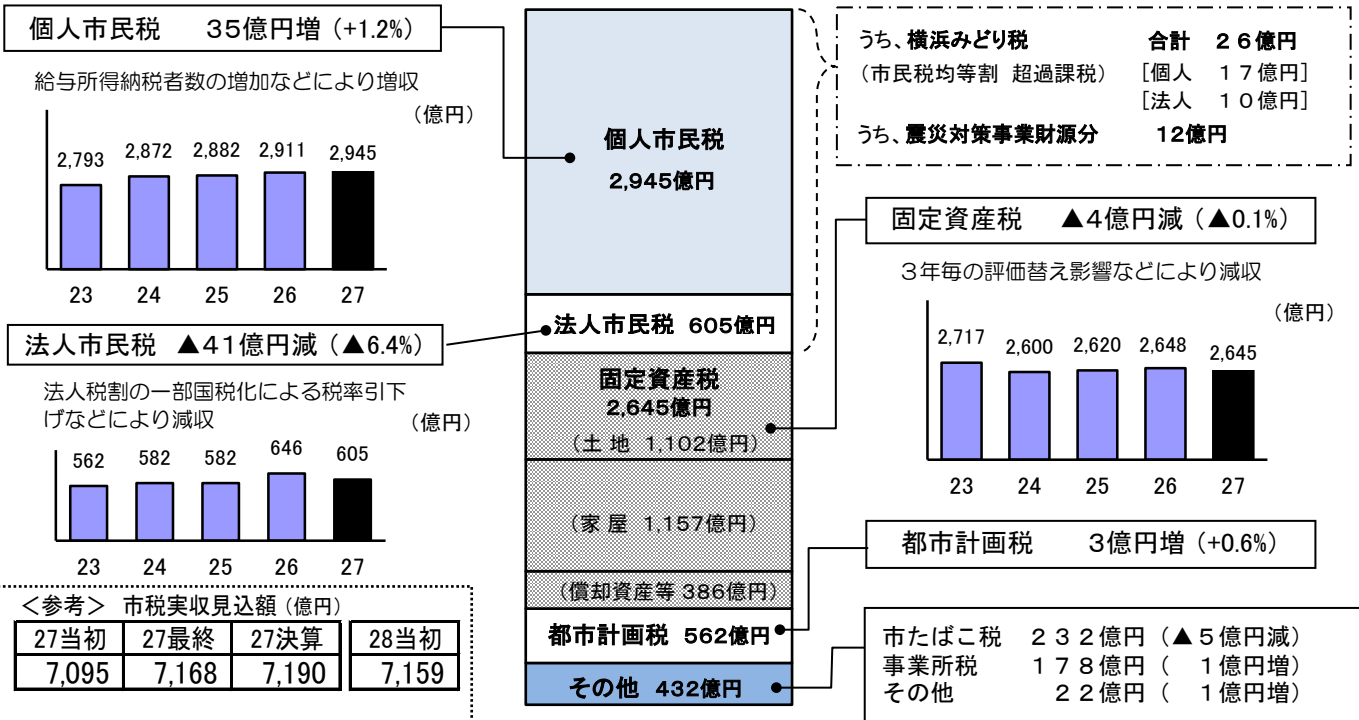 個人市民税 35億円増 (+1.2%)
給与所得納税者数の増加などにより増収
(億円)
2,793 2,872 2,882 2,911 2,945
23 24 25 26 27
法人市民税 ▲41億円減 (▲6.4%)
法人税割の一部国税化による税率引下
げなどにより減収
(億円)
562 582 582 646 605
23 24 25 26 27
<参考> 市税実収見込額 (億円)
27当初 27最終 27決算 28当初
7,095 7,168 7,190 7,159
個人市民税
2,945億円
法人市民税 605億円
固定資産税
2,645億円
(土 地 1,102億円)
(家 屋 1,157億円)
(償却資産等 386億円)
都市計画税 562億円
その他 432億円
うち、横浜みどり税 合計 26億円
(市民税均等割 超過課税) [個人 17億円]
[法人 10億円]
うち、震災対策事業財源分 12億円
固定資産税 ▲4億円減 (▲0.1%)
3年毎の評価替え影響などにより減収
(億円)
2,717 2,600 2,620 2,648 2,645
23 24 25 26 27
都市計画税 3億円増 (+0.6%)
市たばこ税 232億円 (▲5億円減)
事業所税 178億円 ( 1億円増)
その他 22億円 ( 1億円増)